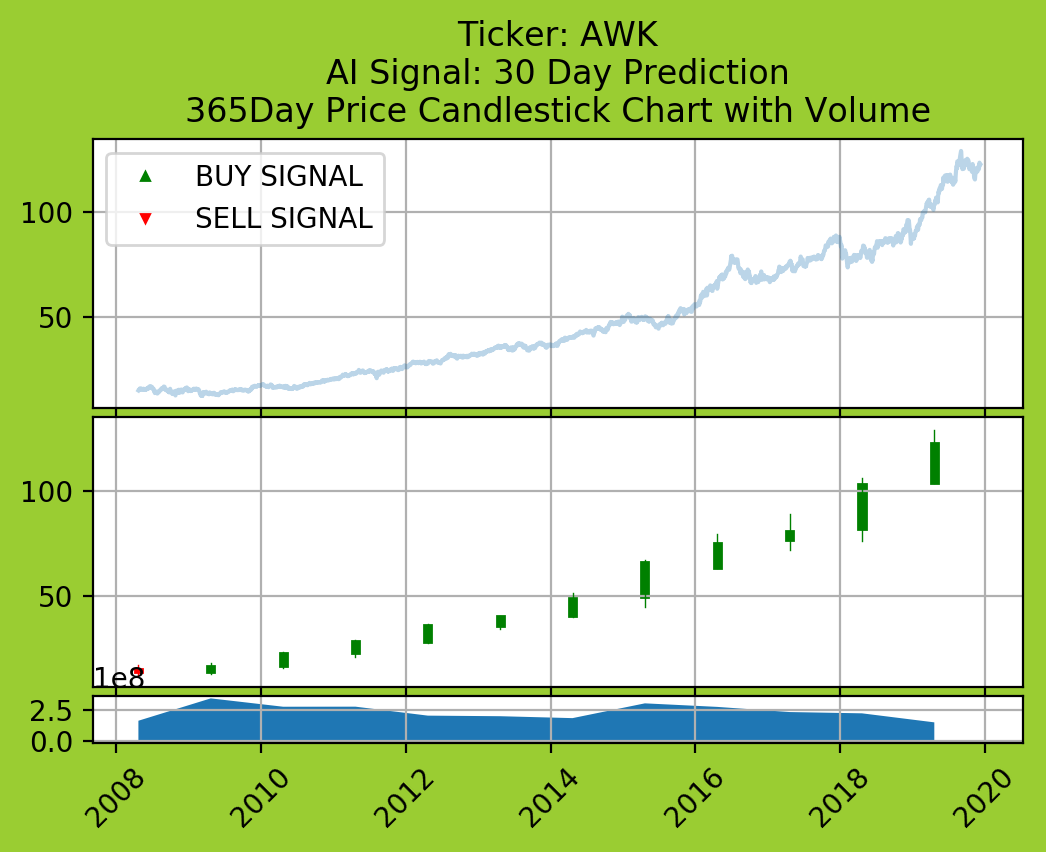 Ticker: AWK
AI Signal: 30 Day Prediction
365Day Price Candlestick Chart with Volume
BUY SIGNAL
SELL SIGNAL
100
50
100
50
1e8
2.5
0.0
2008
2010
2012
2014
2016
2018
2020